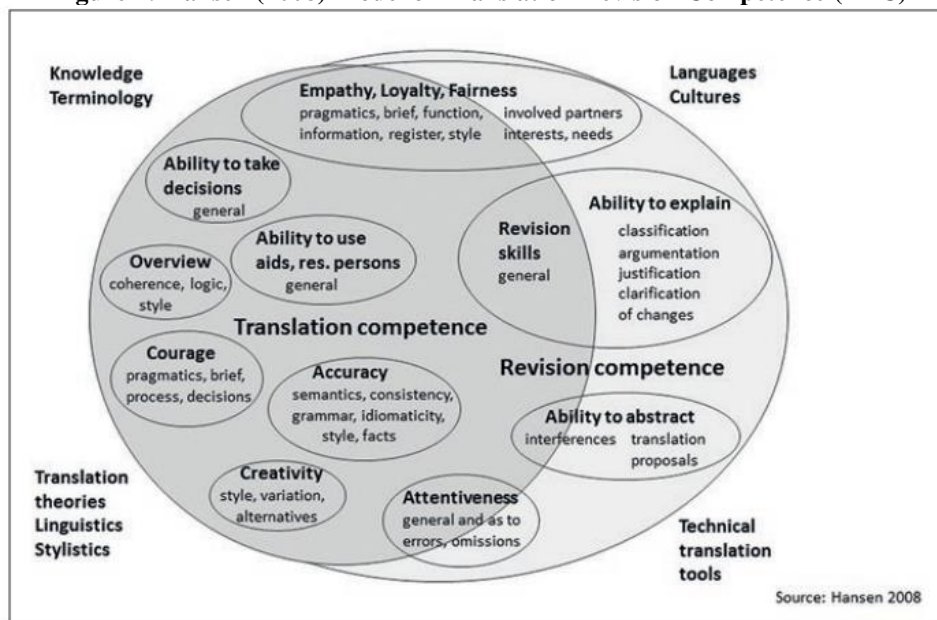 Knowledge
Terminology
Languages
Cultures
Empathy, Loyalty, Fairness
pragmatics, brief, function, involved partners
information, register, style interests, needs
Ability to take
decisions
general
Ability to use
aids, res. persons
general
Revision
skills
general
Ability to explain
classification
argumentation
justification
clarification
of changes
Overview
coherence, logic,
style
Translation competence
Courage
pragmatics, brief,
process, decisions
Accuracy
semantics, consistency,
grammar, idiomaticity,
style, facts
Revision competence
Ability to abstract
interferences translation
proposals
Creativity
style, variation,
alternatives
Attentiveness
general and as to
errors, omissions
Translation
theories
Linguistics
Stylistics
Technical
translation
tools
Source: Hansen 2008